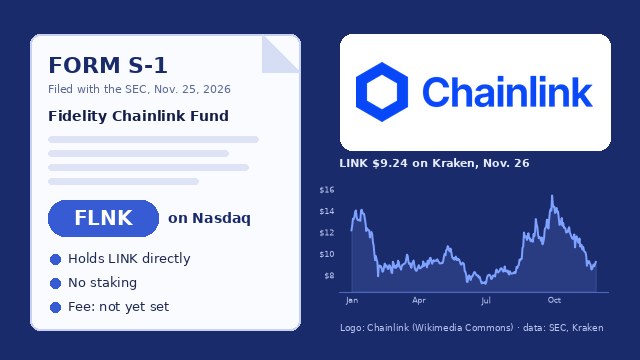 FORM S-1
Filed with the SEC, Nov. 25, 2026
Fidelity Chainlink Fund
FLNK on Nasdaq
Holds LINK directly
No staking
Fee: not yet set
Chainlink
LINK $9.24 on Kraken, Nov. 26
$16
$14
$12
$10
$8
Jan Apr Jul Oct
Logo: Chainlink (Wikimedia Commons) · data: SEC, Kraken